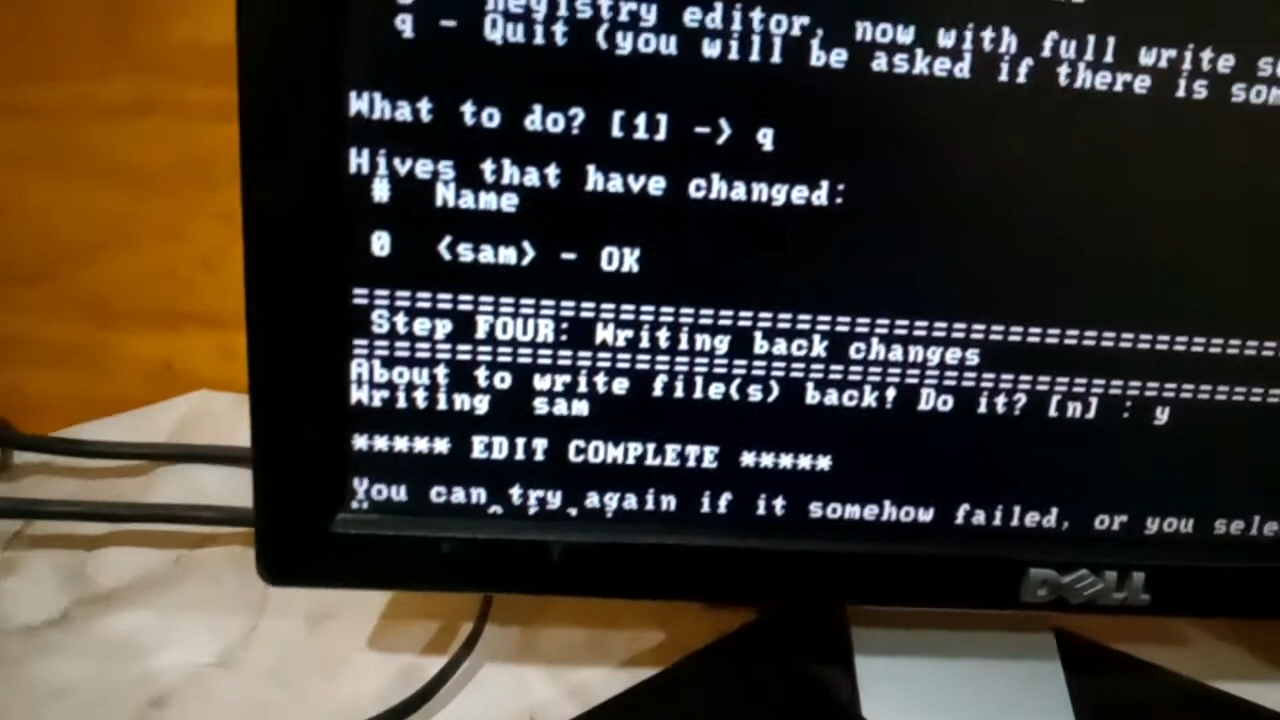 Registry editor, now with full write
q - Quit (you will be asked if there is
What to do? [1] -> q
Hives that have changed:
# Name
0 <sam> - OK
=========================================================
Step FOUR: Writing back changes
=========================================================
About to write file(s) back! Do it? [n] : y
Writing sam
***** EDIT COMPLETE *****
You can try again if it somehow failed, or you
DELL